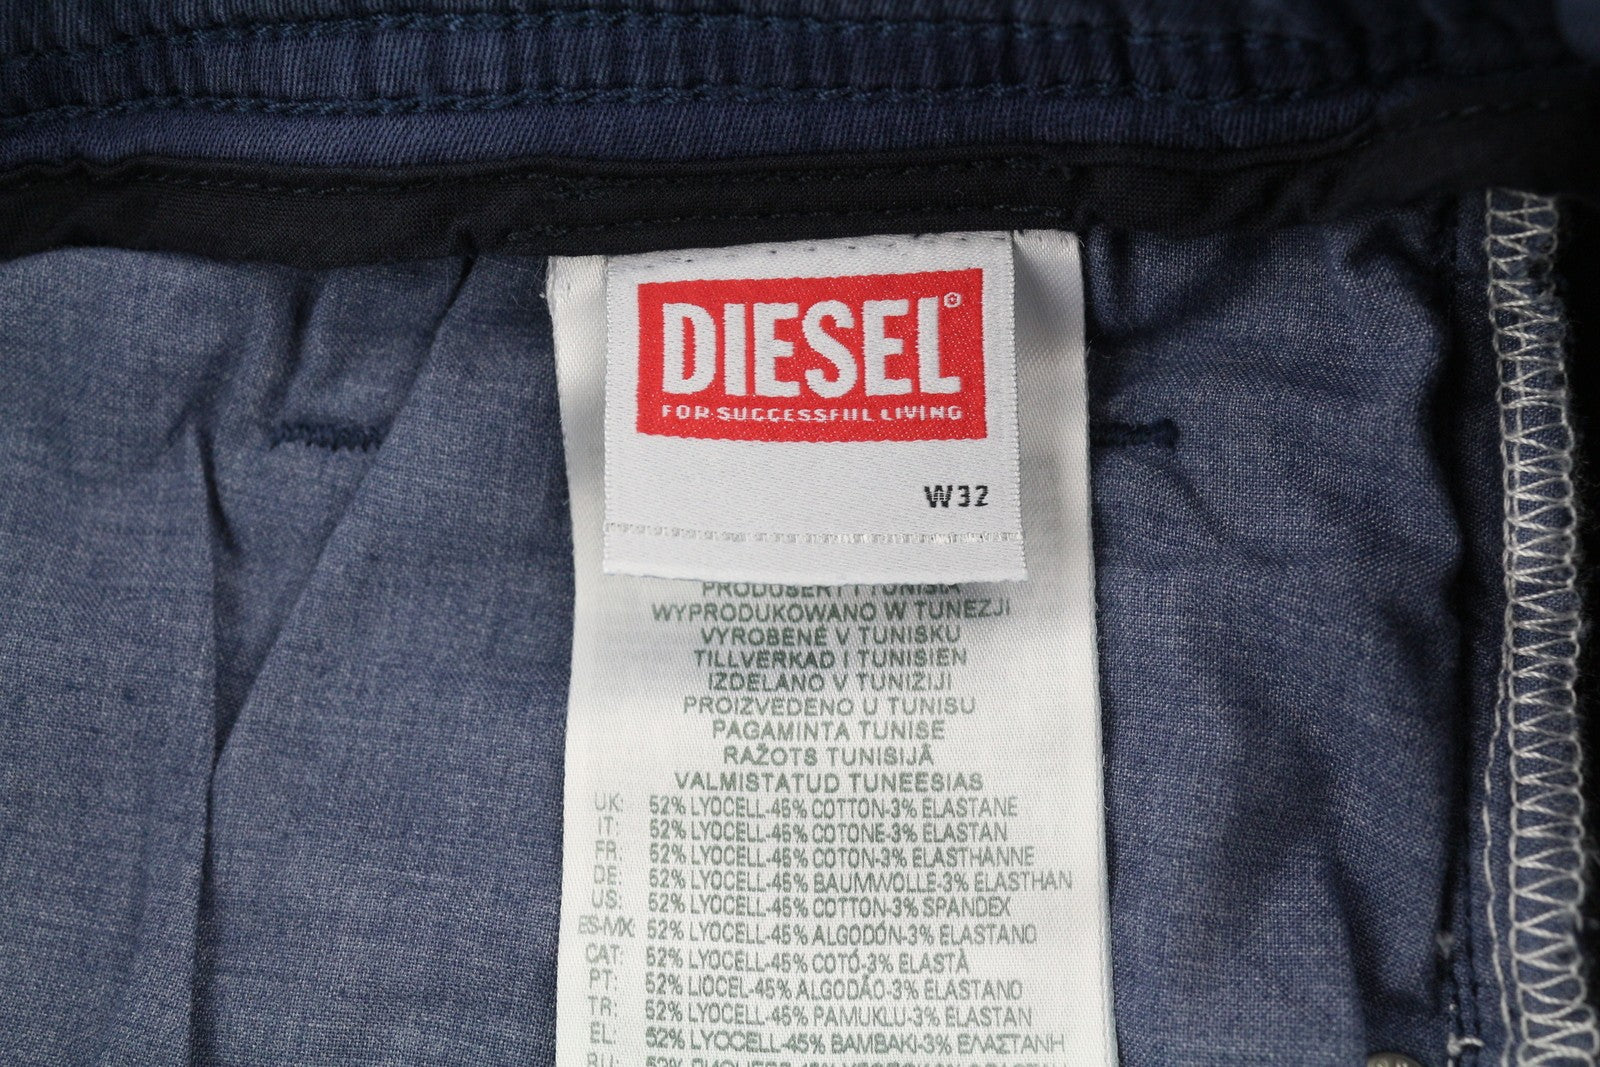 DIESEL
FOR SUCCESSFUL LIVING
W32
PRODUSERT I TUNISIA
WYPRODUKOWANO W TUNEZJI
VYROBENÉ V TUNISKU
TILLVERKAD I TUNISIEN
IZDELANO V TUNIZIJI
PROIZVEDENO U TUNISU
PAGAMINTA TUNISE
RAŽOTS TUNISIJĀ
VALMISTATUD TUNEESIAS
UK: 52% LYOCELL-45% COTTON-3% ELASTANE
IT: 52% LYOCELL-45% COTONE-3% ELASTAN
FR: 52% LYOCELL-45% COTON-3% ELASTHANNE
DE: 52% LYOCELL-45% BAUMWOLLE-3% ELASTHAN
US: 52% LYOCELL-45% COTTON-3% SPANDEX
ES-MX: 52% LYOCELL-45% ALGODÓN-3% ELASTANO
CAT: 52% LYOCELL-45% COTÓ-3% ELASTÀ
PT: 52% LIOCEL-45% ALGODÃO-3% ELASTANO
TR: 52% LYOCELL-45% PAMUKLU-3% ELASTAN
EL: 52% LYOCELL-45% BAMBAKI-3% ΕΛΑΣΤΑΝΗ